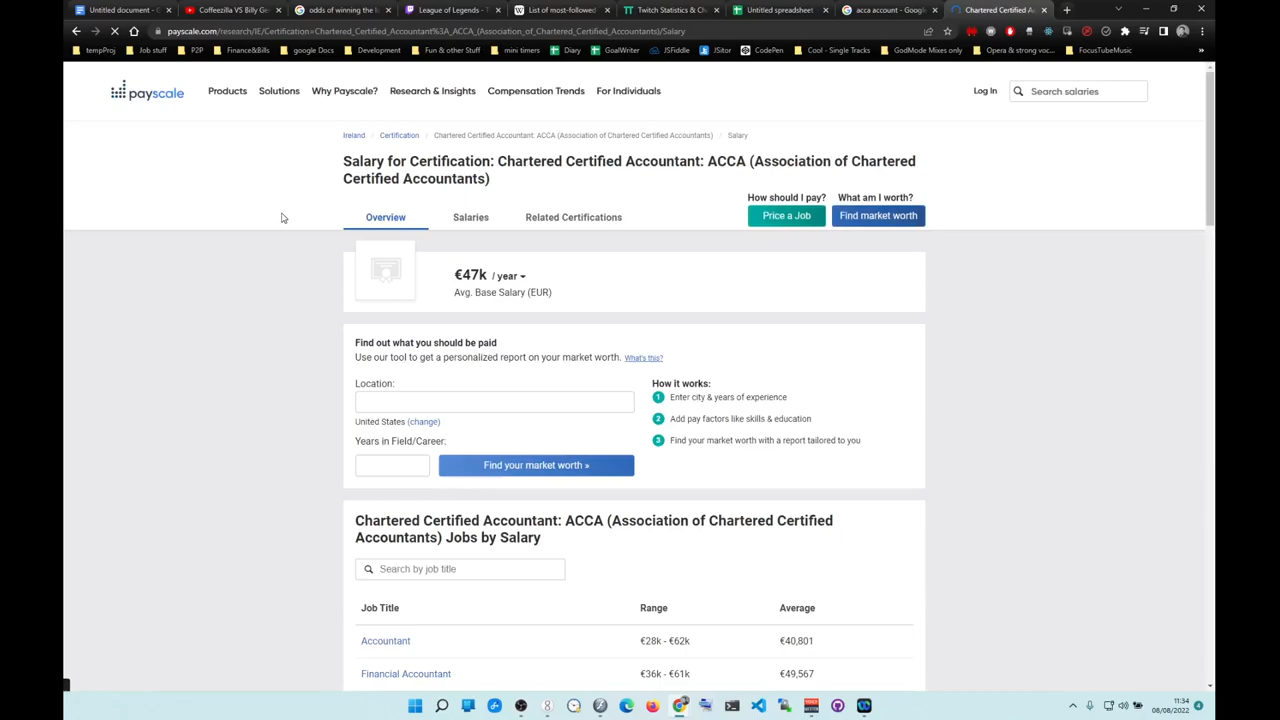 Untitled document -
Coffeezilla VS Billy Ge
odds of winning the l
League of Legends - T
List of most-followed
Twitch Statistics & Ch
Untitled spreadsheet
acca account - Google
Chartered Certified A
payscale.com/research/IE/Certification=Chartered_Certified_Accountant%3A_ACCA_(Association_of_Chartered_Certified_Accountants)/Salary
tempProj
Job stuff
P2P
Finance&Bills
google Docs
Development
Fun & other Stuff
mini timers
Diary
GoalWriter
JSFiddle
JSitor
CodePen
Cool - Single Tracks
GodMode Mixes only
Opera & strong voc...
FocusTubeMusic
»
payscale
Products
Solutions
Why Payscale?
Research & Insights
Compensation Trends
For Individuals
Log In
Search salaries
Ireland / Certification / Chartered Certified Accountant: ACCA (Association of Chartered Certified Accountants) / Salary
Salary for Certification: Chartered Certified Accountant: ACCA (Association of Chartered
Certified Accountants)
How should I pay?
What am I worth?
Price a Job
Find market worth
Overview
Salaries
Related Certifications
€47k / year
Avg. Base Salary (EUR)
Find out what you should be paid
Use our tool to get a personalized report on your market worth. What's this?
Location:
United States (change)
Years in Field/Career:
Find your market worth »
How it works:
1 Enter city & years of experience
2 Add pay factors like skills & education
3 Find your market worth with a report tailored to you
Chartered Certified Accountant: ACCA (Association of Chartered Certified
Accountants) Jobs by Salary
Search by job title
Job Title Range Average
Accountant €28k - €62k €40,801
Financial Accountant €36k - €61k €49,567
11:34
08/08/2022